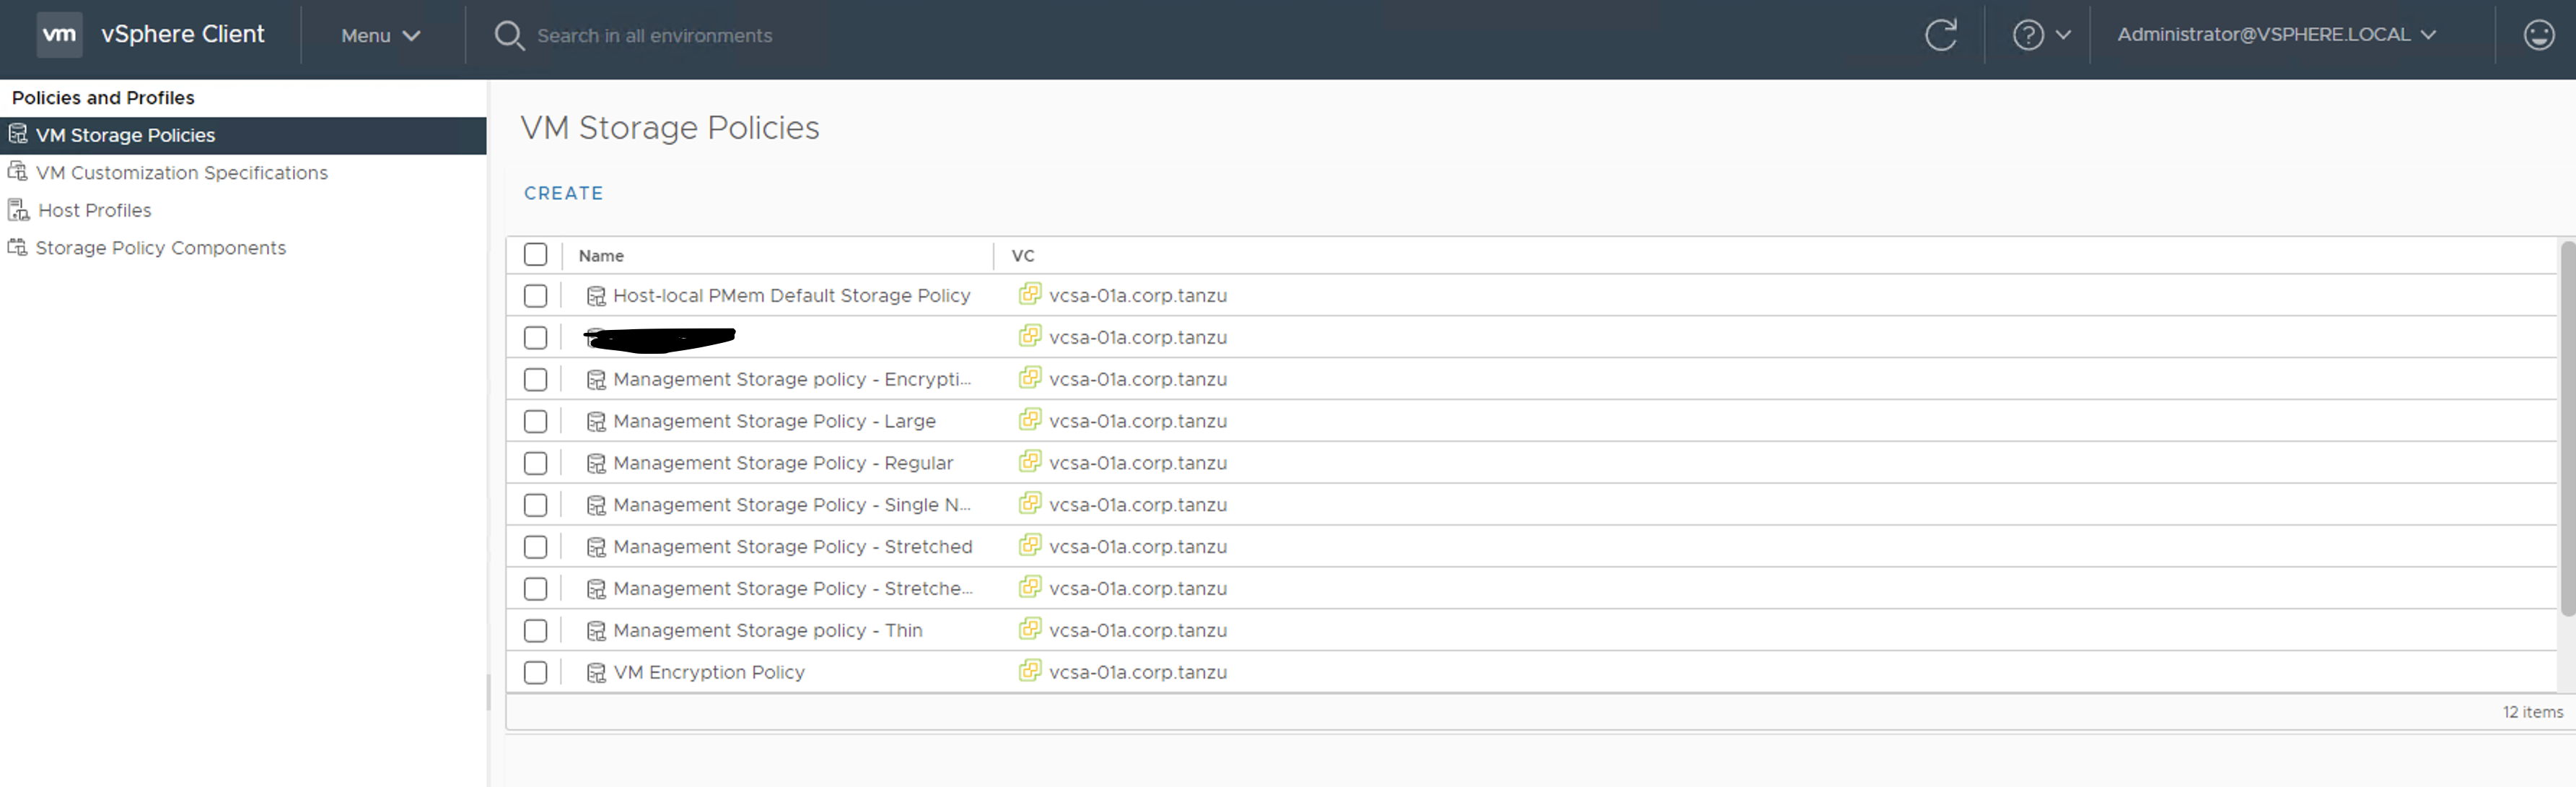 vm vSphere Client Menu Search in all environments Administrator@VSPHERE.LOCAL
Policies and Profiles
VM Storage Policies
VM Customization Specifications
Host Profiles
Storage Policy Components
VM Storage Policies
CREATE
Name VC
Host-local PMem Default Storage Policy vcsa-01a.corp.tanzu
vcsa-01a.corp.tanzu
Management Storage policy - Encrypti... vcsa-01a.corp.tanzu
Management Storage Policy - Large vcsa-01a.corp.tanzu
Management Storage Policy - Regular vcsa-01a.corp.tanzu
Management Storage Policy - Single N... vcsa-01a.corp.tanzu
Management Storage Policy - Stretched vcsa-01a.corp.tanzu
Management Storage Policy - Stretche... vcsa-01a.corp.tanzu
Management Storage policy - Thin vcsa-01a.corp.tanzu
VM Encryption Policy vcsa-01a.corp.tanzu
12 items